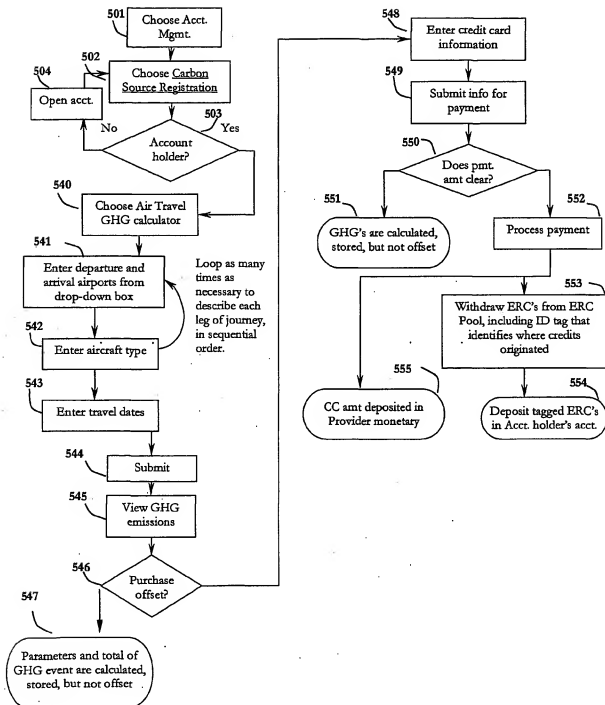 501
Choose Acct.
Mgmt.
502
Choose Carbon
Source Registration
504
Open acct.
503
No
Yes
Account
holder?
540
Choose Air Travel
GHG calculator
541
Enter departure and
arrival airports from
drop-down box
Loop as many
times as
necessary to
describe each
leg of journey,
in sequential
order.
542
Enter aircraft type
543
Enter travel dates
544
Submit
545
View GHG
emissions
546
Purchase
offset?
547
Parameters and total of
GHG event are calculated,
stored, but not offset
548
Enter credit card
information
549
Submit info for
payment
550
Does pmt.
amt clear?
551
GHG's are calculated,
stored, but not offset
552
Process payment
553
Withdraw ERC's from ERC
Pool, including ID tag that
identifies where credits
originated
555
CC amt deposited in
Provider monetary
554
Deposit tagged ERC's
in Acct. holder's acct.